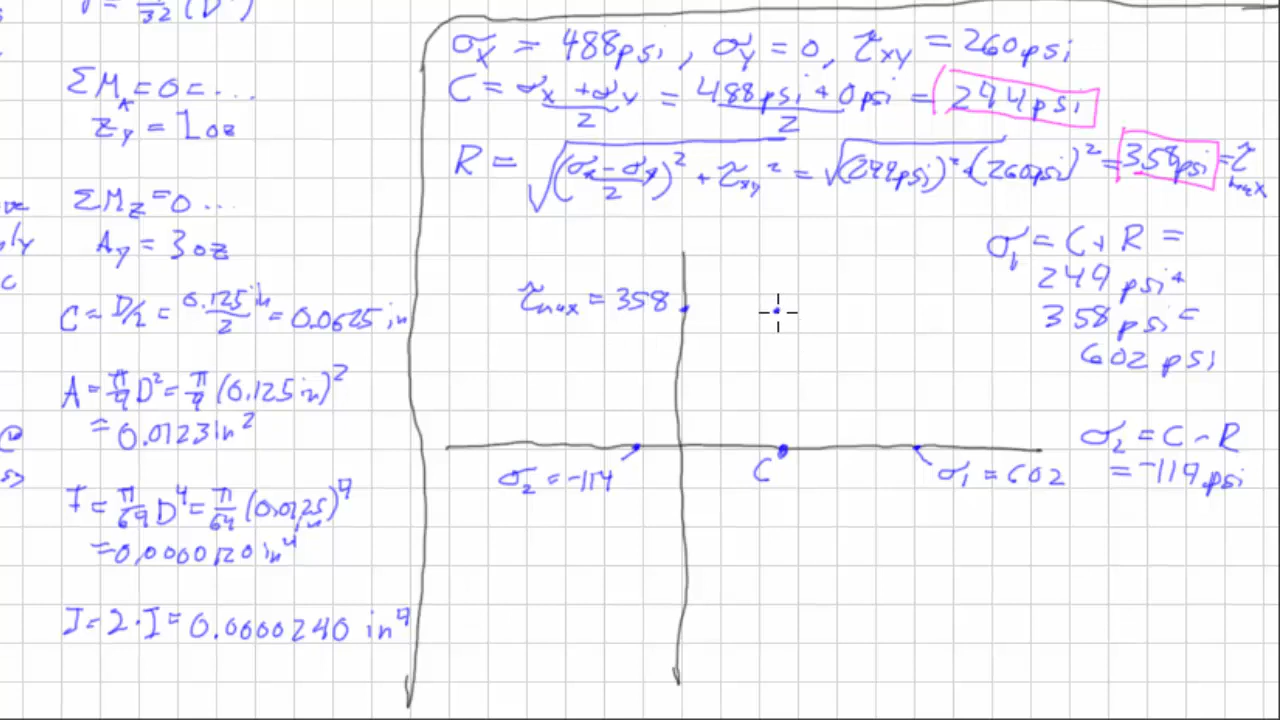 π/32 (D
ΣM_x = 0 = ...
Z_y = 1 oz
ΣM_z = 0 ...
A_y = 3 oz
C = D/2 = 0.125 in/2 = 0.0625 in
A = π/4 D² = π/4 (0.125 in)²
= 0.0123 in²
I = π/64 D⁴ = π/64 (0.0125)⁴
= 0.0000120 in⁴
J = 2 · I = 0.0000240 in⁴
σ_x = 488 psi, σ_y = 0, τ_xy = 260 psi
C = σ_x + σ_y/2 = 488 psi + 0 psi/2 = 244 psi
R = √(σ_x - σ_y/2)² + τ_xy² = √(244 psi)² + (260 psi)² = 358 psi = τ_max
σ_1 = C + R =
244 psi +
358 psi =
602 psi
τ_max = 358
σ_2 = C - R
= -114 psi
σ_2 = -114
C
σ_1 = 602